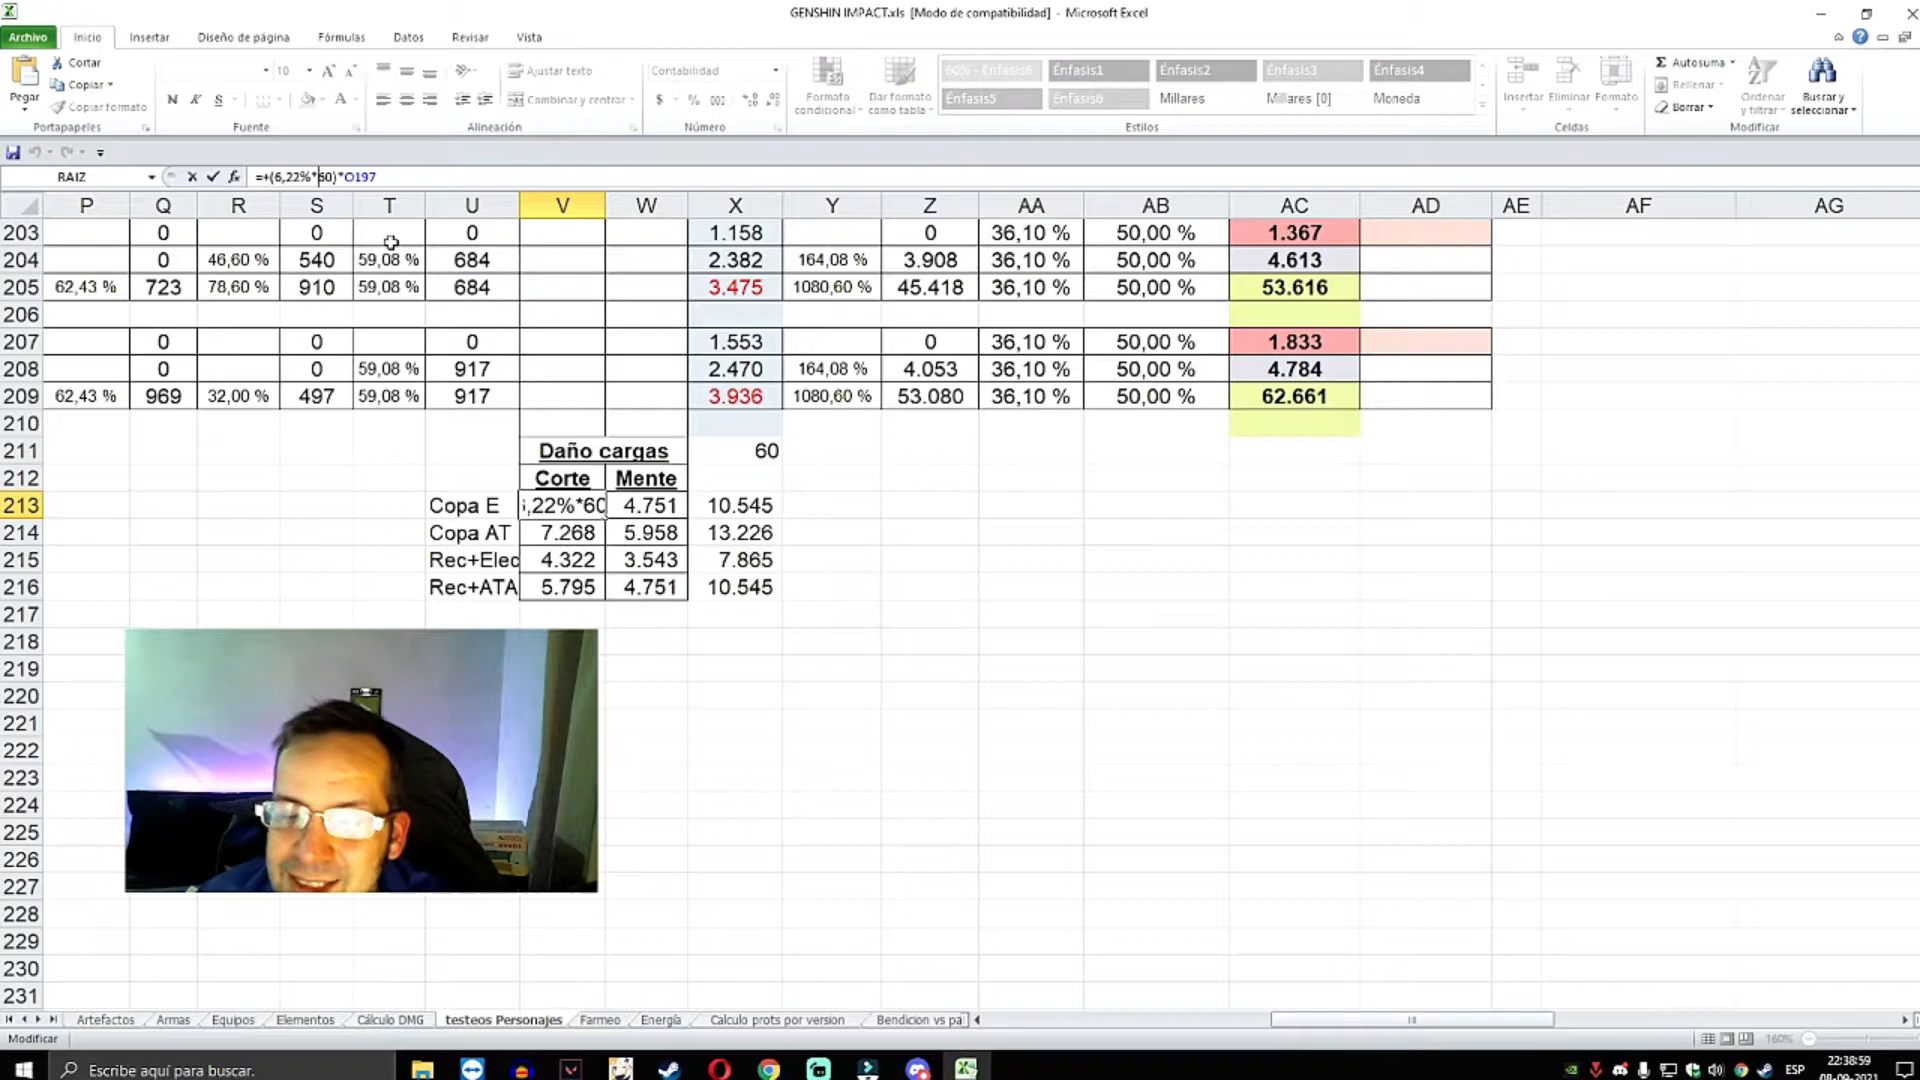 GENSHIN IMPACT.xls [Modo de compatibilidad] - Microsoft Excel
Archivo Inicio Insertar Diseño de página Fórmulas Datos Revisar Vista
Pegar
Cortar
Copiar
Copiar formato
Portapapeles
10
N K S
Fuente
Ajustar texto
Combinar y centrar
Alineación
Contabilidad
$ % 000
Número
Formato condicional
Dar formato como tabla
60% - Énfasis6 Énfasis1 Énfasis2 Énfasis3 Énfasis4
Énfasis5 Énfasis6 Millares Millares [0] Moneda
Estilos
Insertar Eliminar Formato
Celdas
Autosuma
Rellenar
Borrar
Ordenar y filtrar
Buscar y seleccionar
Modificar
RAIZ =+(6,22%*60)*O197
P Q R S T U V W X Y Z AA AB AC AD AE AF AG
203 0 0 0 1.158 0 36,10 % 50,00 % 1.367
204 0 46,60 % 540 59,08 % 684 2.382 164,08 % 3.908 36,10 % 50,00 % 4.613
205 62,43 % 723 78,60 % 910 59,08 % 684 3.475 1080,60 % 45.418 36,10 % 50,00 % 53.616
206
207 0 0 0 1.553 0 36,10 % 50,00 % 1.833
208 0 0 59,08 % 917 2.470 164,08 % 4.053 36,10 % 50,00 % 4.784
209 62,43 % 969 32,00 % 497 59,08 % 917 3.936 1080,60 % 53.080 36,10 % 50,00 % 62.661
210
211 Daño cargas 60
212 Corte Mente
213 Copa E ,22%*60 4.751 10.545
214 Copa AT 7.268 5.958 13.226
215 Rec+Elec 4.322 3.543 7.865
216 Rec+ATA 5.795 4.751 10.545
217
218
219
220
221
222
223
224
225
226
227
228
229
230
231
Artefactos Armas Equipos Elementos Cálculo DMG testeos Personajes Farmeo Energía Calculo prots por version Bendicion vs pa
Modificar 160%
Escribe aquí para buscar. ESP 22:38:59
08-09-2021